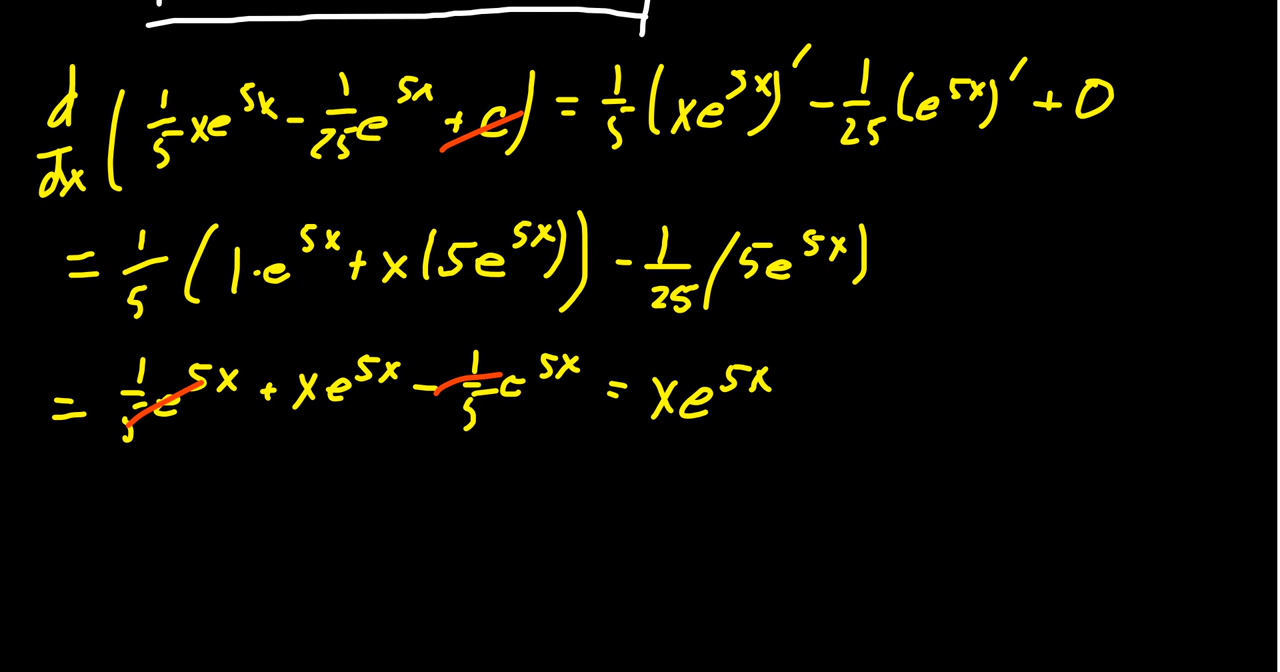 d/dx ( 1/5 xe^5x - 1/25 e^5x + c ) = 1/5 (xe^5x)' - 1/25 (e^5x)' + 0
= 1/5 (1·e^5x + x(5e^5x)) - 1/25 (5e^5x)
= 1/5 e^5x + xe^5x - 1/5 e^5x = xe^5x